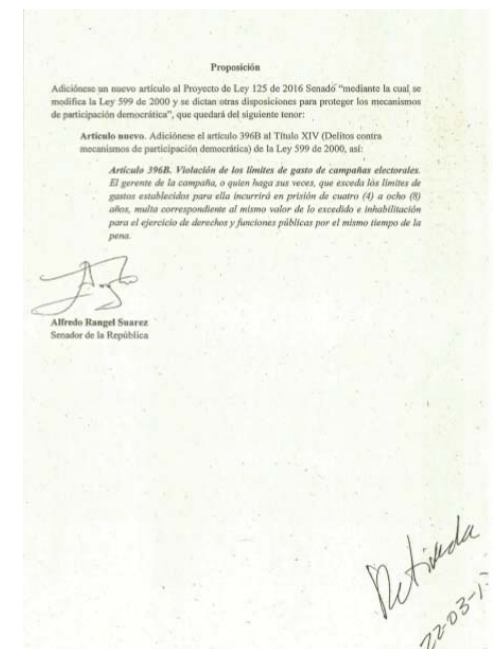 Proposición
Adiciónese un nuevo artículo al Proyecto de Ley 125 de 2016 Senado "mediante la cual se
modifica la Ley 599 de 2000 y se dictan otras disposiciones para proteger los mecanismos
de participación democrática", que quedará del siguiente tenor:
Artículo nuevo. Adiciónese el artículo 396B al Título XIV (Delitos contra
mecanismos de participación democrática) de la Ley 599 de 2000, así:
Artículo 396B. Violación de los límites de gasto de campañas electorales.
El gerente de la campaña, o quien haga sus veces, que exceda los límites de
gastos establecidos para ella incurrirá en prisión de cuatro (4) a ocho (8)
años, multa correspondiente al mismo valor de lo excedido e inhabilitación
para el ejercicio de derechos y funciones públicas por el mismo tiempo de la
pena.
Alfredo Rangel Suarez
Senador de la República
Retirada
22-03-1